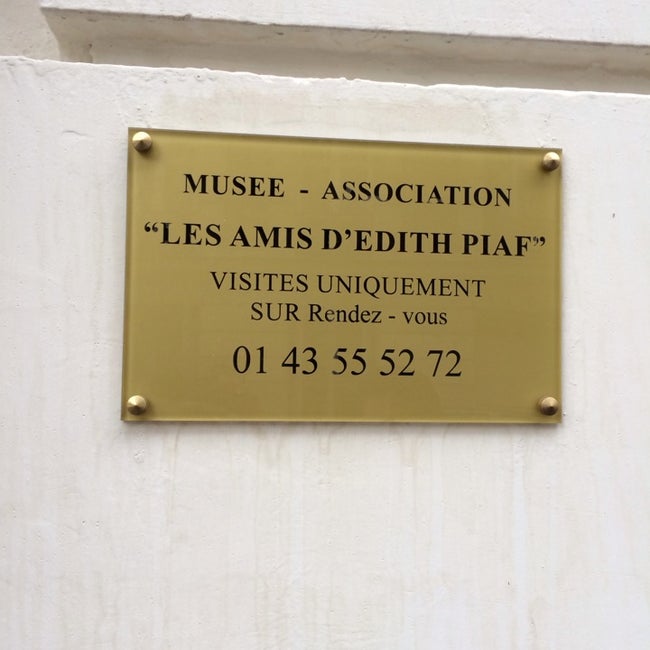 MUSEE - ASSOCIATION
“LES AMIS D’EDITH PIAF”
VISITES UNIQUEMENT
SUR Rendez - vous
01 43 55 52 72